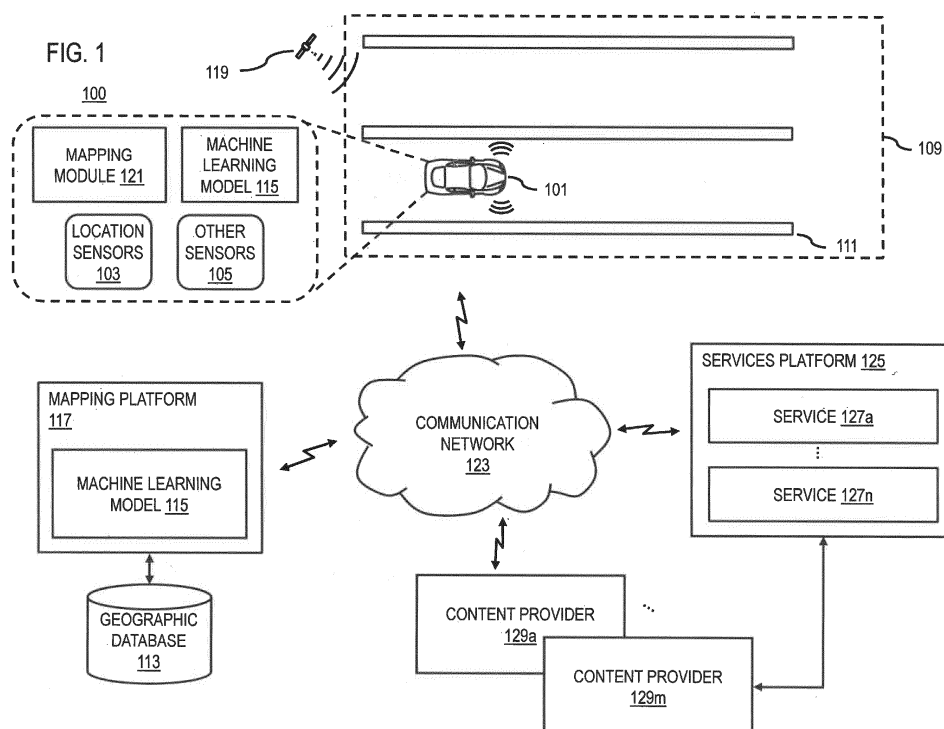 FIG. 1
119
100
MAPPING
MODULE 121
MACHINE
LEARNING
MODEL 115
LOCATION
SENSORS
103
OTHER
SENSORS
105
101
109
111
MAPPING PLATFORM
117
MACHINE LEARNING
MODEL 115
GEOGRAPHIC
DATABASE
113
COMMUNICATION
NETWORK
123
SERVICES PLATFORM 125
SERVICE 127a
...
SERVICE 127n
CONTENT PROVIDER
129a
...
CONTENT PROVIDER
129m